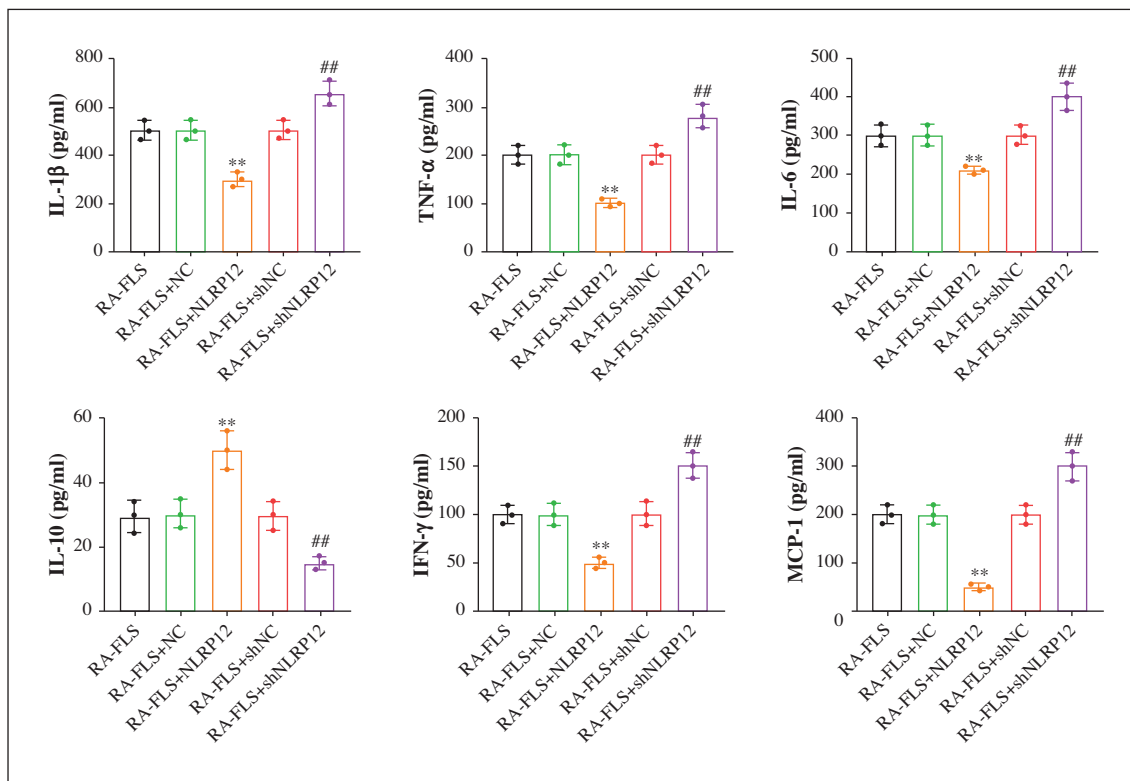 IL-1β (pg/ml)
800
600
400
200
0
##
**
RA-FLS
RA-FLS+NC
RA-FLS+NLRP12
RA-FLS+shNC
RA-FLS+shNLRP12
TNF-α (pg/ml)
400
300
200
100
0
##
**
RA-FLS
RA-FLS+NC
RA-FLS+NLRP12
RA-FLS+shNC
RA-FLS+shNLRP12
IL-6 (pg/ml)
500
400
300
200
100
0
##
**
RA-FLS
RA-FLS+NC
RA-FLS+NLRP12
RA-FLS+shNC
RA-FLS+shNLRP12
IL-10 (pg/ml)
60
40
20
0
**
##
RA-FLS
RA-FLS+NC
RA-FLS+NLRP12
RA-FLS+shNC
RA-FLS+shNLRP12
IFN-γ (pg/ml)
200
150
100
50
0
##
**
RA-FLS
RA-FLS+NC
RA-FLS+NLRP12
RA-FLS+shNC
RA-FLS+shNLRP12
MCP-1 (pg/ml)
400
300
200
100
0
##
**
RA-FLS
RA-FLS+NC
RA-FLS+NLRP12
RA-FLS+shNC
RA-FLS+shNLRP12